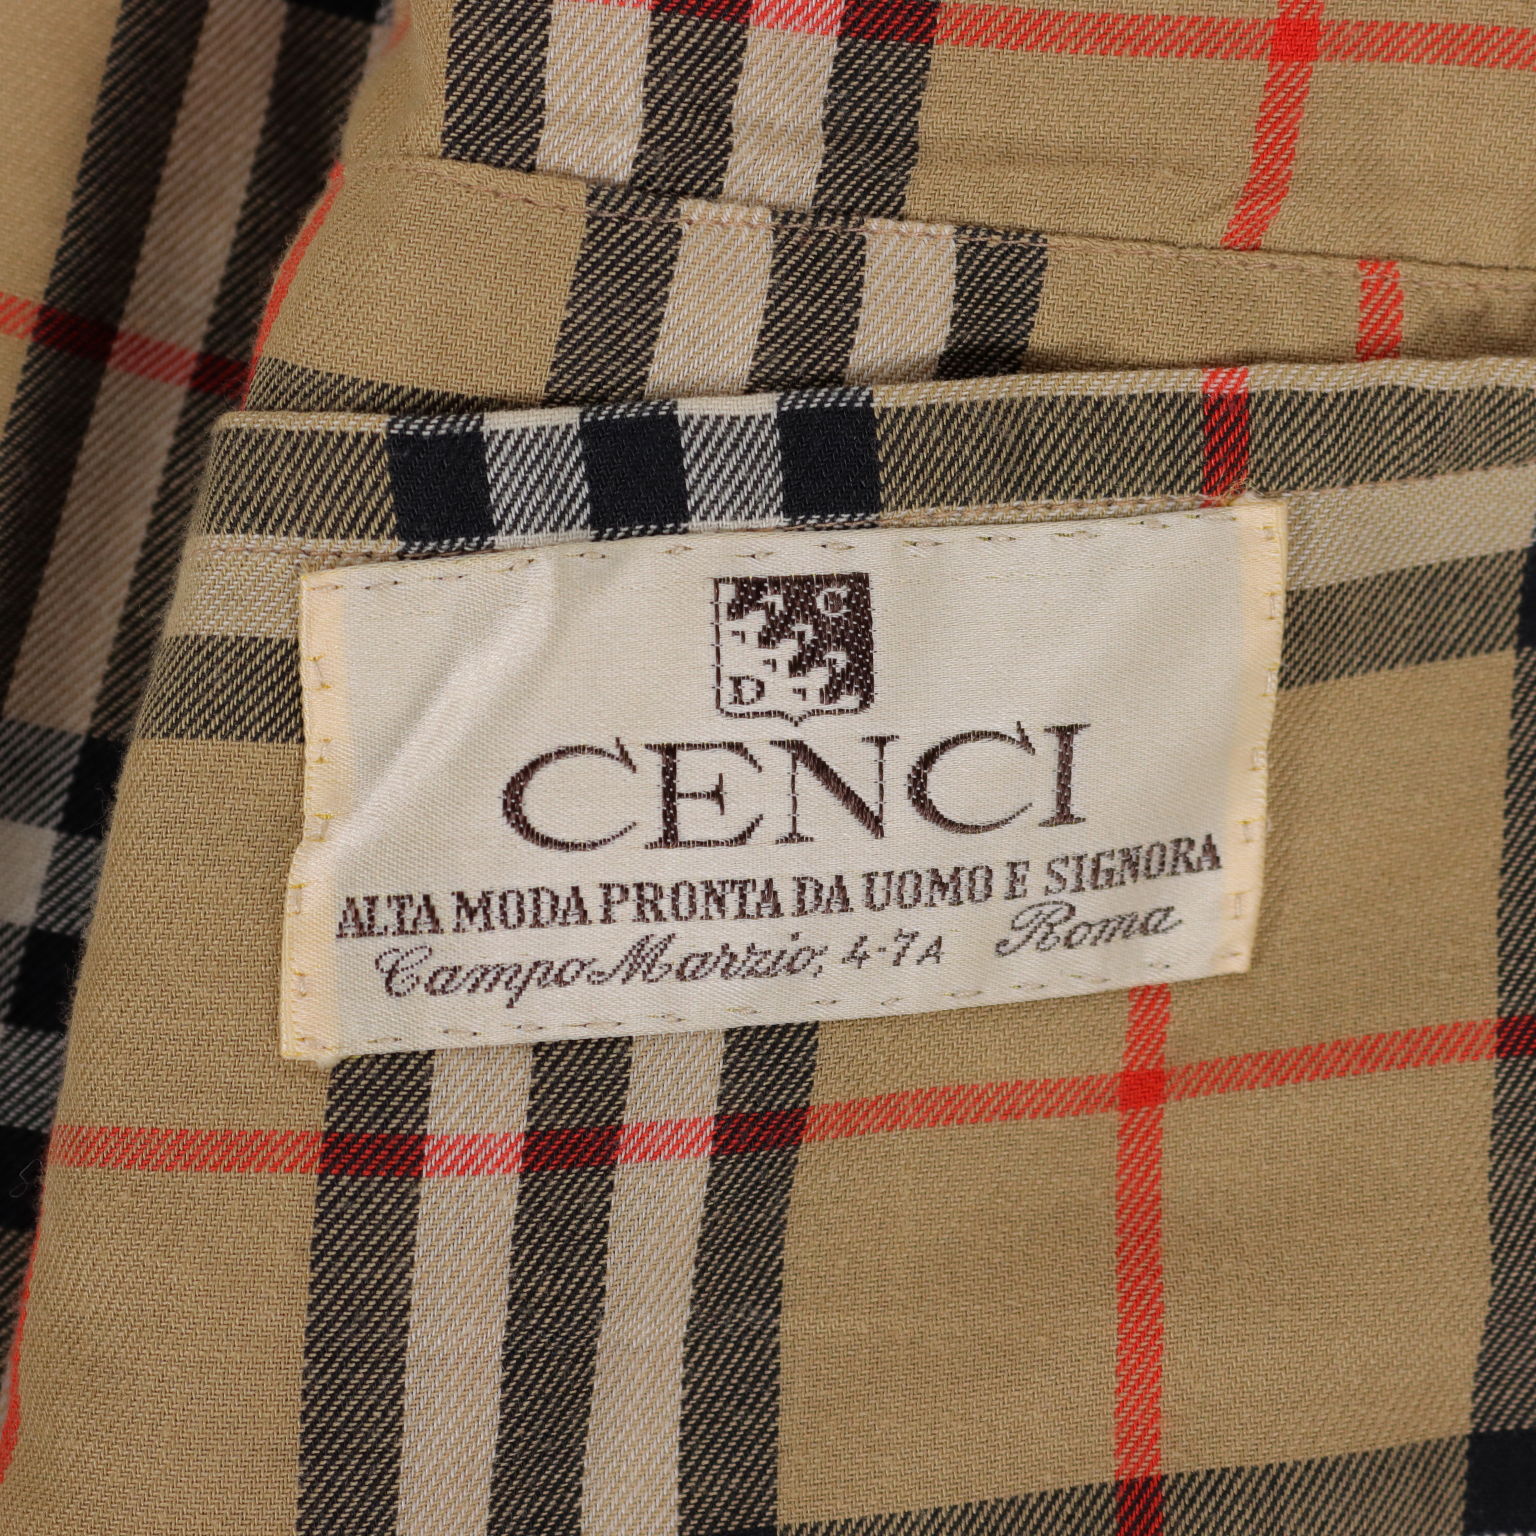 C
D
CENCI
ALTA MODA PRONTA DA UOMO E SIGNORA
Campo Marzio, 4-7A Roma